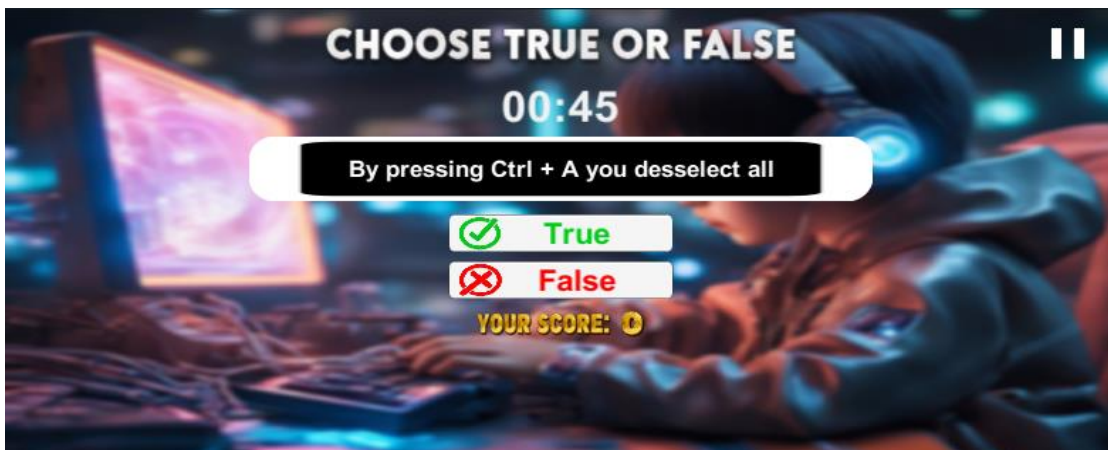 CHOOSE TRUE OR FALSE
00:45
By pressing Ctrl + A you desselect all
True
False
YOUR SCORE: 0